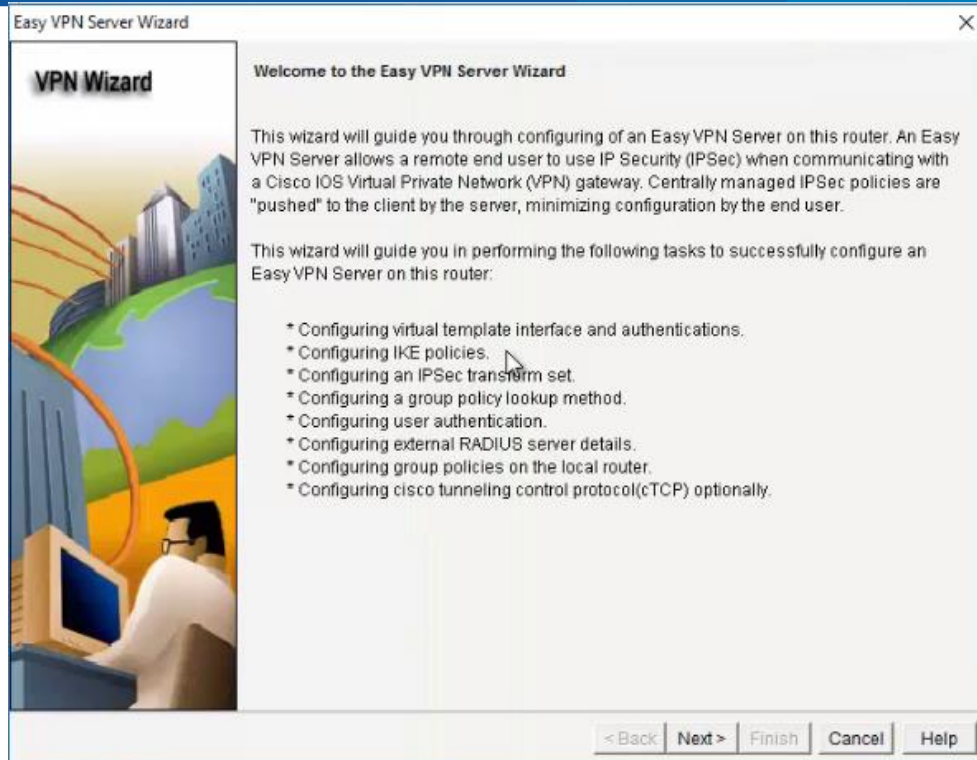 Easy VPN Server Wizard
VPN Wizard
Welcome to the Easy VPN Server Wizard
This wizard will guide you through configuring of an Easy VPN Server on this router. An Easy
VPN Server allows a remote end user to use IP Security (IPSec) when communicating with
a Cisco IOS Virtual Private Network (VPN) gateway. Centrally managed IPSec policies are
"pushed" to the client by the server, minimizing configuration by the end user.
This wizard will guide you in performing the following tasks to successfully configure an
Easy VPN Server on this router:
* Configuring virtual template interface and authentications.
* Configuring IKE policies.
* Configuring an IPSec transform set.
* Configuring a group policy lookup method.
* Configuring user authentication.
* Configuring external RADIUS server details.
* Configuring group policies on the local router.
* Configuring cisco tunneling control protocol(cTCP) optionally.
< Back Next > Finish Cancel Help